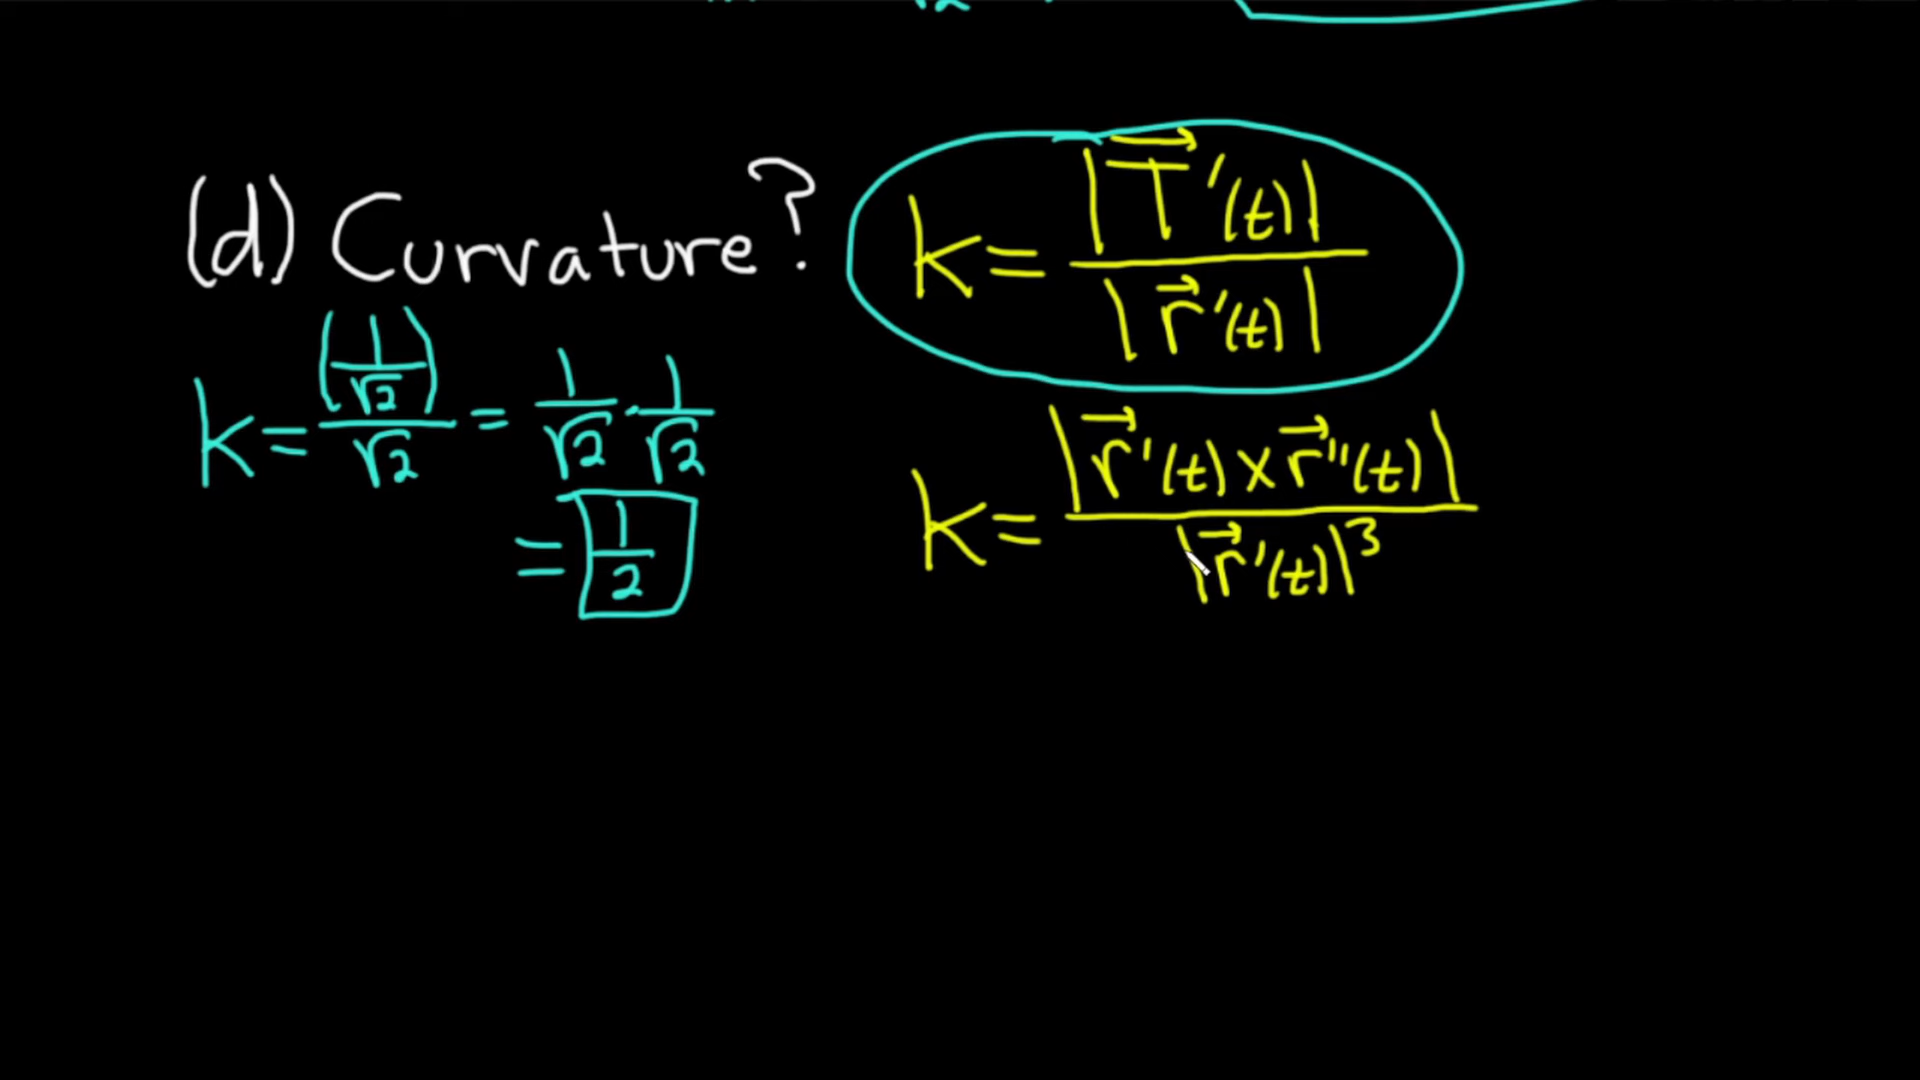 (d) Curvature? k = |T⃗'(t)| / |r⃗'(t)|
k = (1/√2) / √2 = 1/√2 · 1/√2
= 1/2
k = |r⃗'(t) x r⃗''(t)| / |r⃗'(t)|³